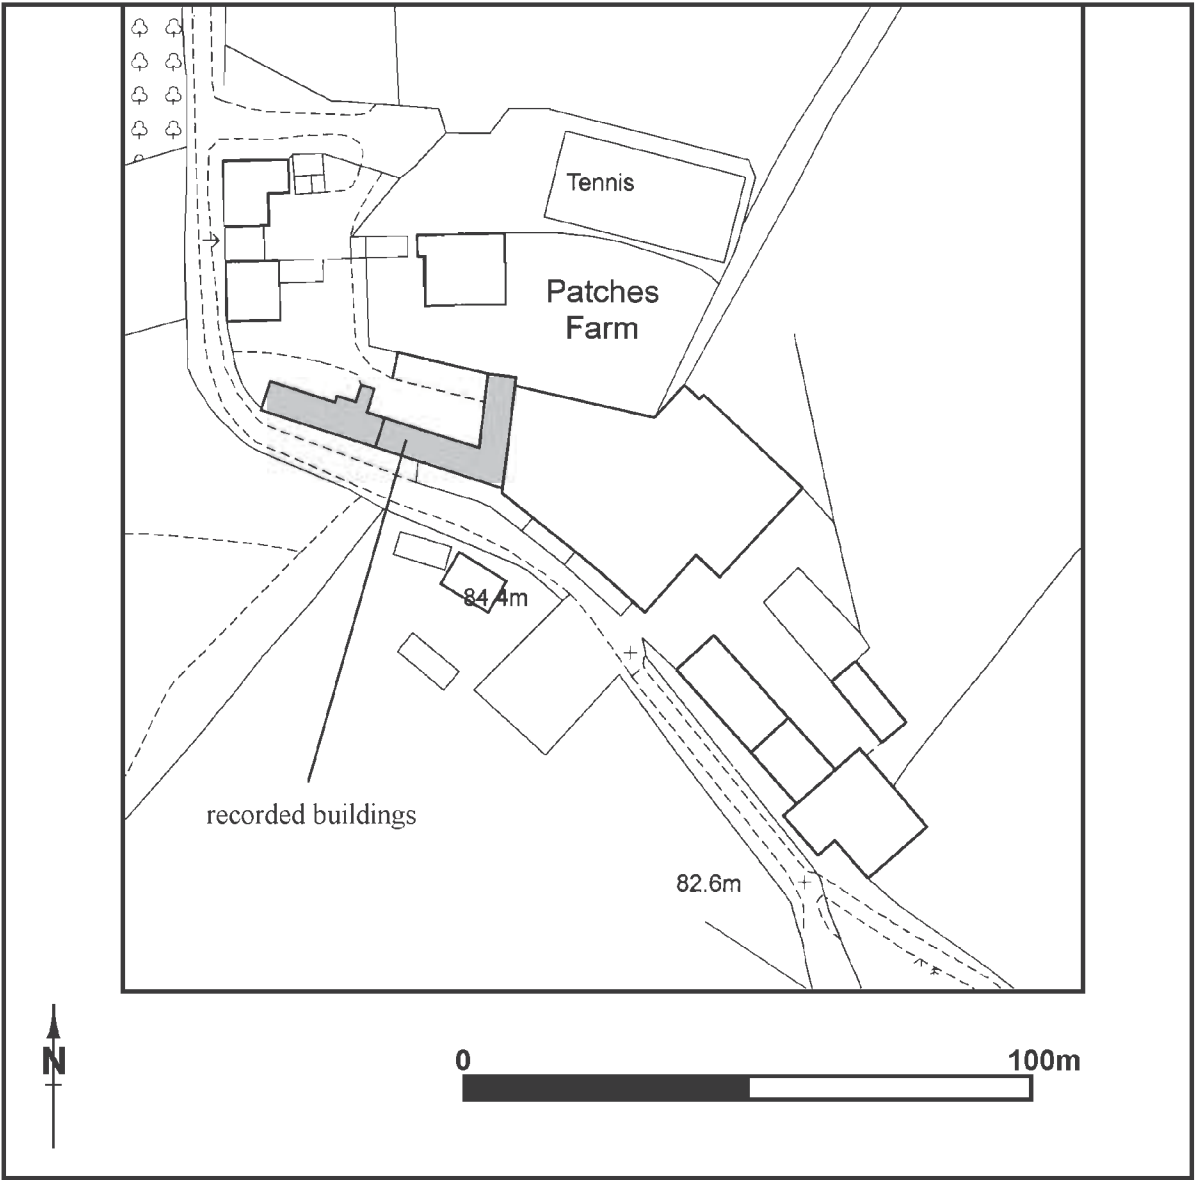 Tennis
Patches
Farm
84.4m
recorded buildings
82.6m
N
0 100m